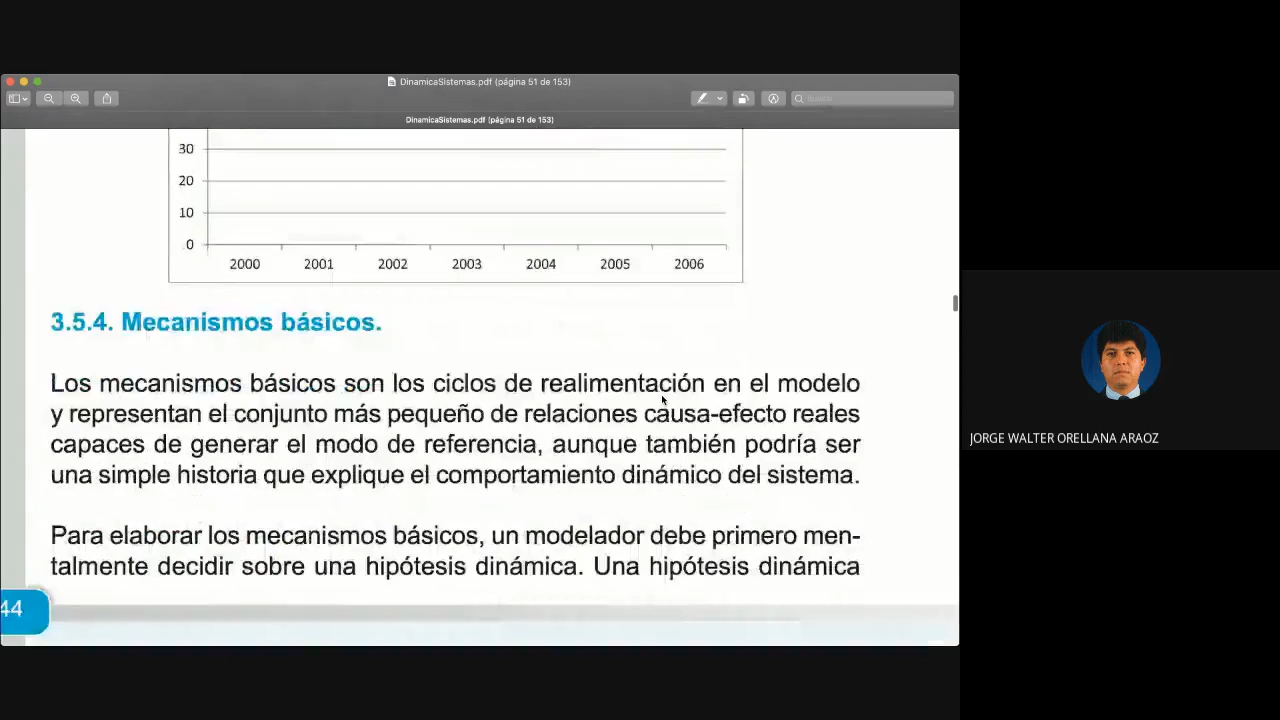 DinamicaSistemas.pdf (página 51 de 153)
DinamicaSistemas.pdf (página 51 de 153)
30
20
10
0
2000 2001 2002 2003 2004 2005 2006
3.5.4. Mecanismos básicos.
Los mecanismos básicos son los ciclos de realimentación en el modelo
y representan el conjunto más pequeño de relaciones causa-efecto reales
capaces de generar el modo de referencia, aunque también podría ser
una simple historia que explique el comportamiento dinámico del sistema.
Para elaborar los mecanismos básicos, un modelador debe primero men-
talmente decidir sobre una hipótesis dinámica. Una hipótesis dinámica
44
JORGE WALTER ORELLANA ARAOZ